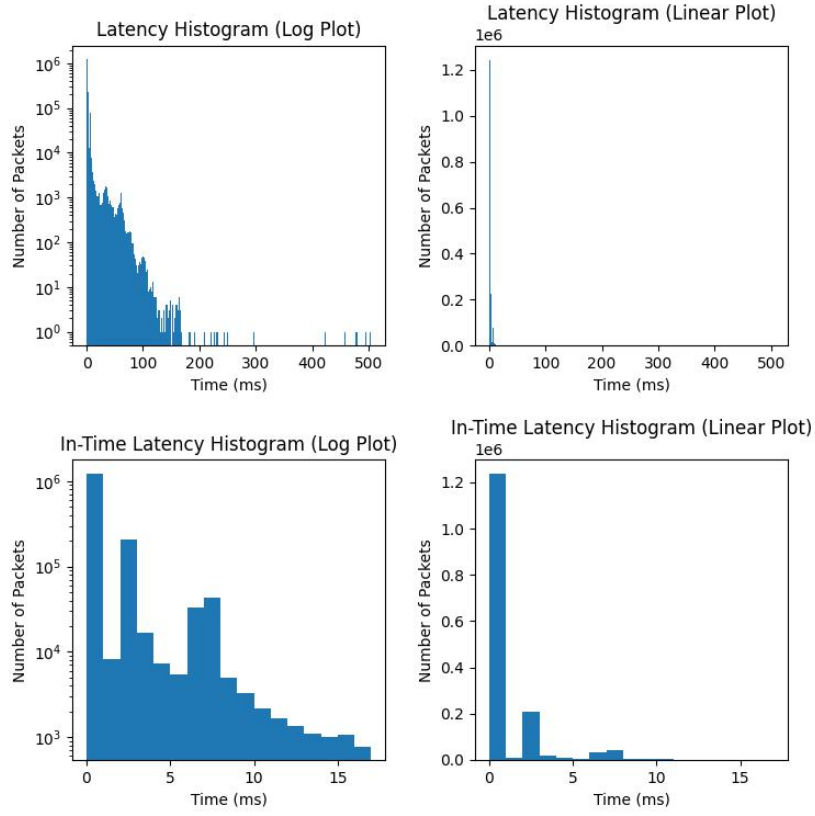 Latency Histogram (Log Plot)
10^6
10^5
10^4
10^3
10^2
10^1
10^0
Number of Packets
0 100 200 300 400 500
Time (ms)
Latency Histogram (Linear Plot)
1e6
1.2
1.0
0.8
0.6
0.4
0.2
0.0
Number of Packets
0 100 200 300 400 500
Time (ms)
In-Time Latency Histogram (Log Plot)
10^6
10^5
10^4
10^3
Number of Packets
0 5 10 15
Time (ms)
In-Time Latency Histogram (Linear Plot)
1e6
1.2
1.0
0.8
0.6
0.4
0.2
0.0
Number of Packets
0 5 10 15
Time (ms)